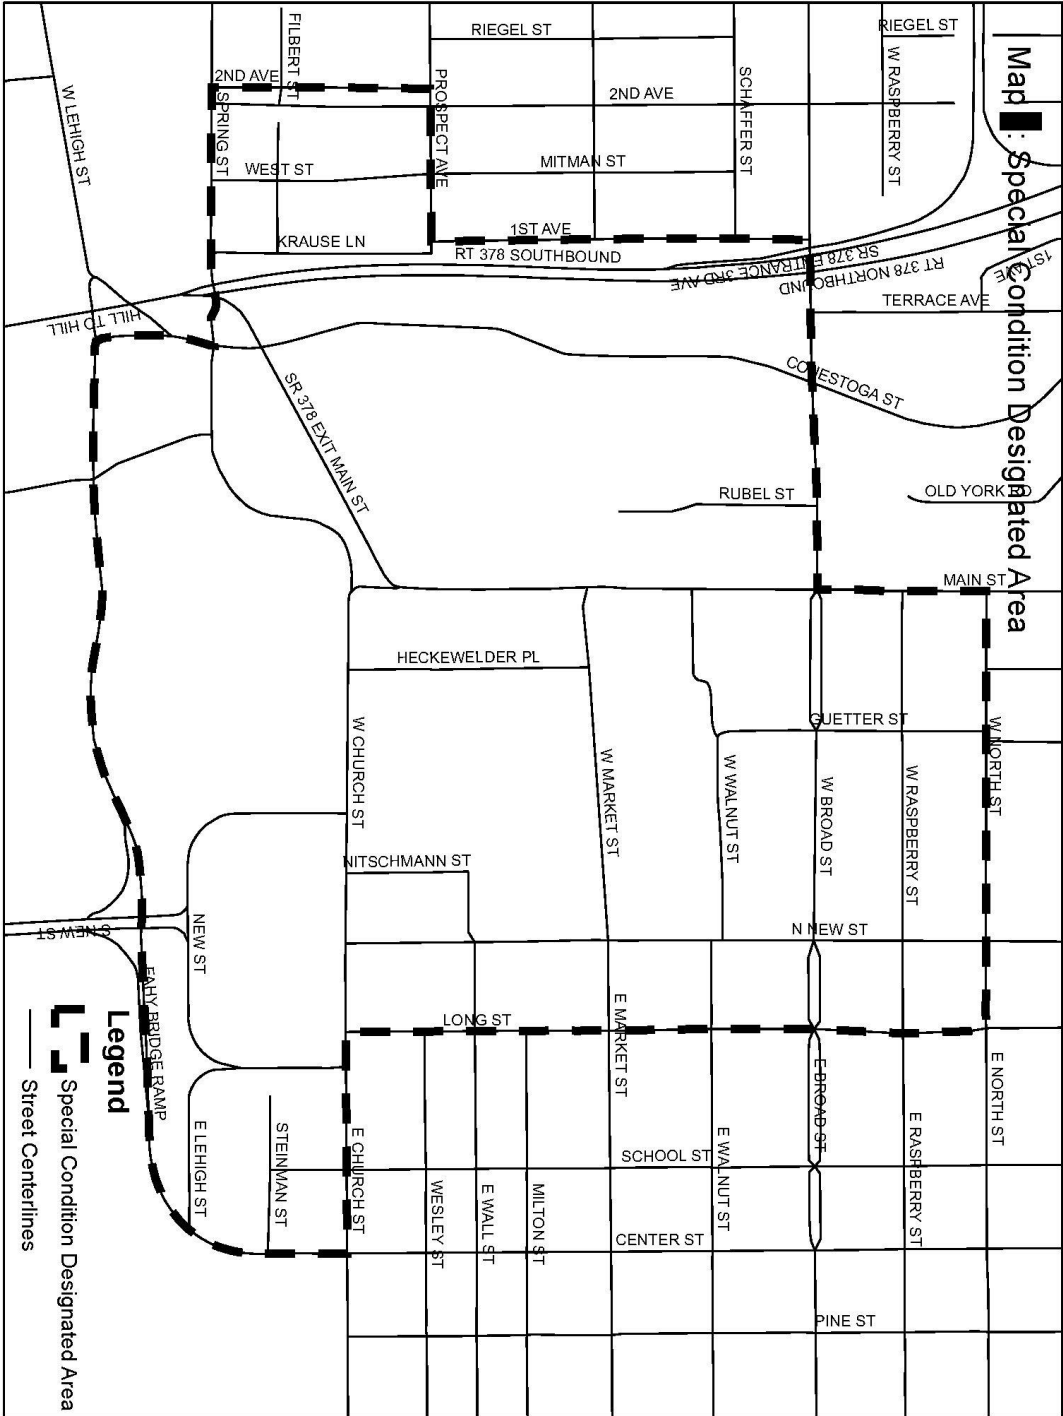 Map : Special Condition Designated Area
RIEGEL ST
RIEGEL ST
FILBERT ST
W RASPBERRY ST
2ND AVE
2ND AVE
PROSPECT AVE
SCHAFFER ST
SPRING ST
W LEHIGH ST
WEST ST
MITMAN ST
1ST AVE
KRAUSE LN
RT 378 SOUTHBOUND
SR 378 ENTRANCE 3RD AVE
RT 378 NORTHBOUND
1ST AVE
TERRACE AVE
HILL TO HILL
CONESTOGA ST
SR 378 EXIT MAIN ST
RUBEL ST
OLD YORK RD
MAIN ST
HECKEWELDER PL
GUETTER ST
W NORTH ST
W CHURCH ST
W MARKET ST
W WALNUT ST
W BROAD ST
W RASPBERRY ST
NITSCHMANN ST
N NEW ST
S NEW ST
NEW ST
FAHY BRIDGE RAMP
LONG ST
E MARKET ST
E BROAD ST
E NORTH ST
E LEHIGH ST
STEINMAN ST
E CHURCH ST
SCHOOL ST
E WALNUT ST
E RASPBERRY ST
WESLEY ST
E WALL ST
MILTON ST
CENTER ST
PINE ST
Legend
Special Condition Designated Area
Street Centerlines